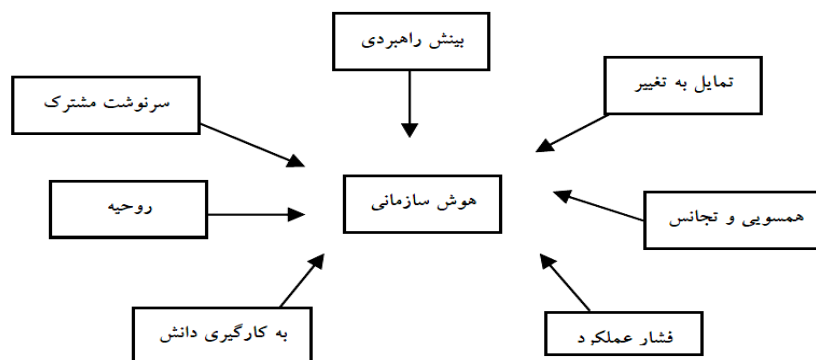 بینش راهبردی
تمایل به تغییر
سرنوشت مشترک
هوش سازمانی
روحیه
همسویی و تجانس
به کارگیری دانش
فشار عملکرد